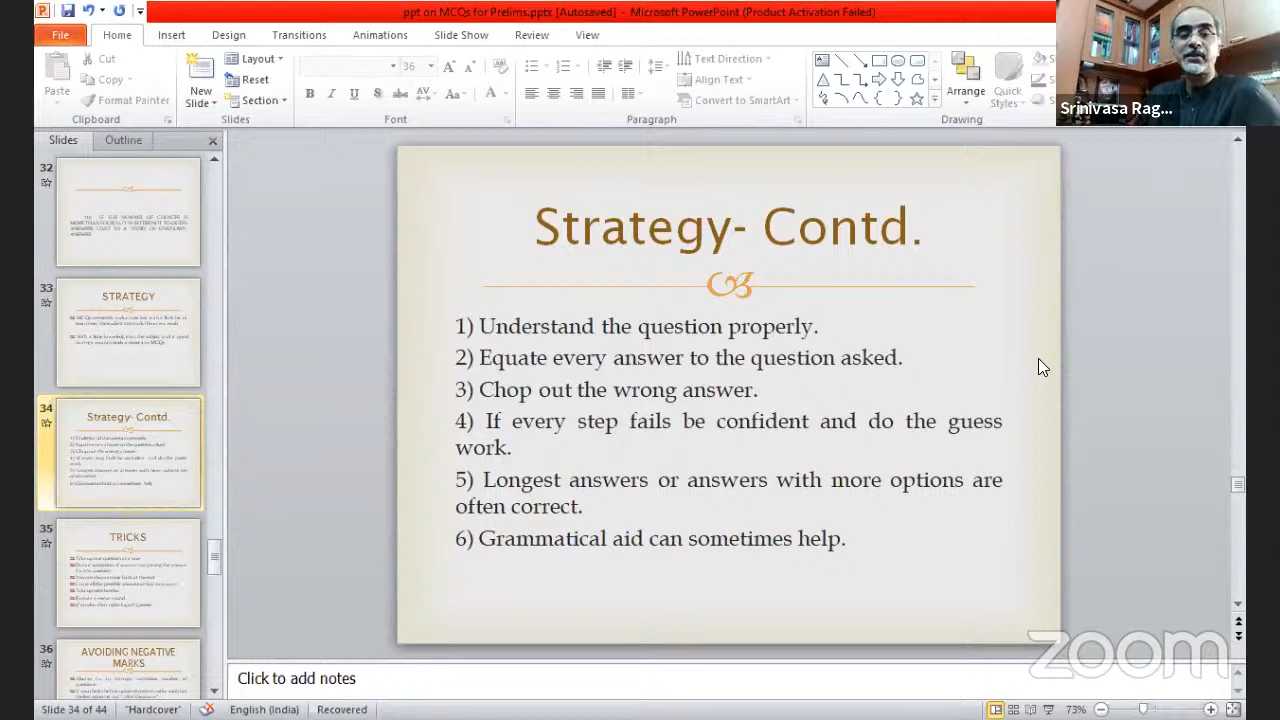 ppt on MCQs for Prelims.pptx [Autosaved] - Microsoft PowerPoint (Product Activation Failed)
File Home Insert Design Transitions Animations Slide Show Review View
Paste
Cut
Copy
Format Painter
Clipboard
New
Slide
Layout
Reset
Section
Slides
36
B I U S abc AV Aa A
Font
Text Direction
Align Text
Convert to SmartArt
Paragraph
Arrange
Quick
Styles
Drawing
Srinivasa Rag...
Slides Outline
32
33
STRATEGY
34
Strategy- Contd.
35
TRICKS
36
AVOIDING NEGATIVE
MARKS
Strategy- Contd.
1) Understand the question properly.
2) Equate every answer to the question asked.
3) Chop out the wrong answer.
4) If every step fails be confident and do the guess
work.
5) Longest answers or answers with more options are
often correct.
6) Grammatical aid can sometimes help.
zoom
Click to add notes
Slide 34 of 44 "Hardcover" English (India) Recovered 73%